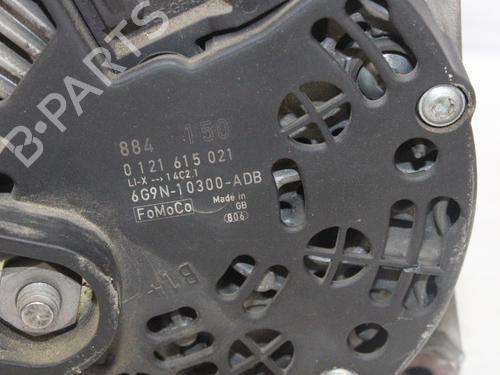 B-PARTS
884 150
0 121 615 021
LI-X --> 14C2.1
6G9N-10300-ADB
FoMoCo Made in GB
806
B1+